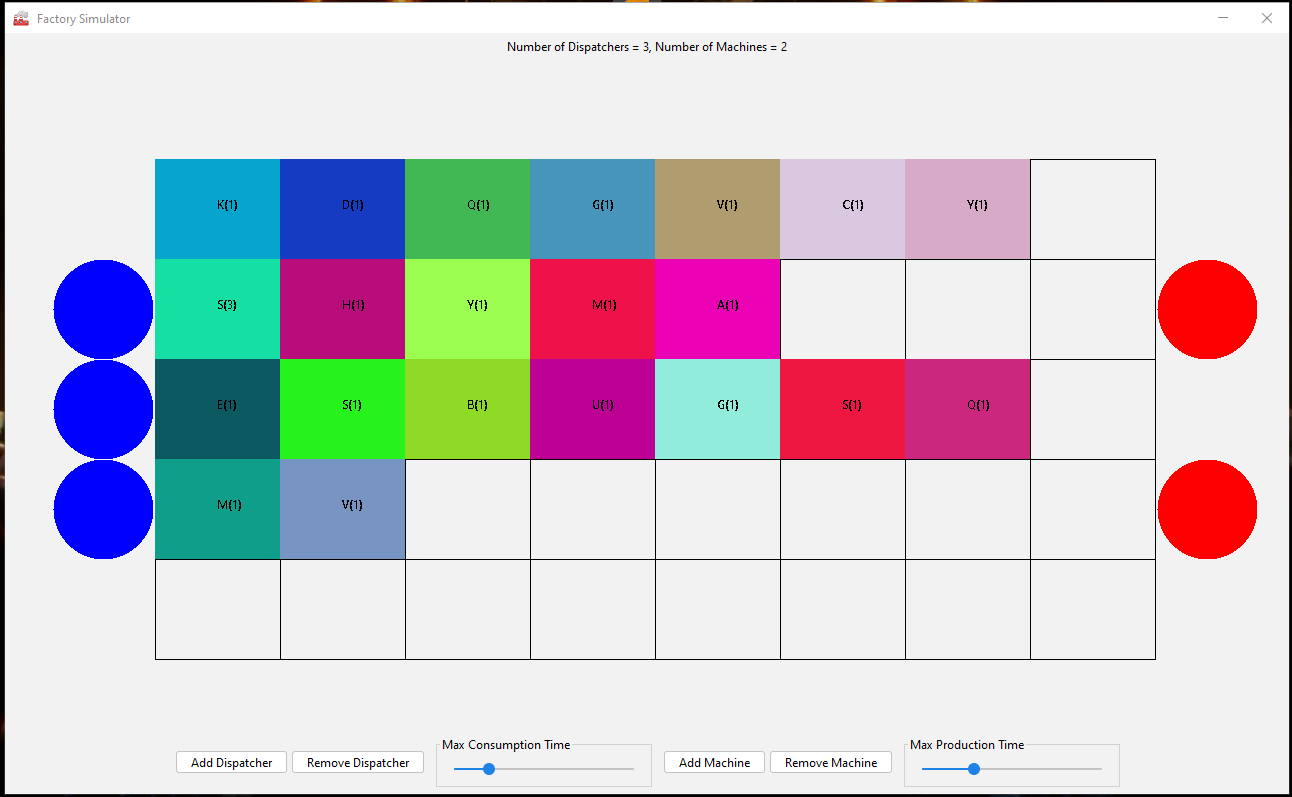 Factory Simulator
Number of Dispatchers = 3, Number of Machines = 2
K(1) D(1) Q(1) G(1) V(1) C(1) Y(1)
S(3) H(1) Y(1) M(1) A(1)
E(1) S(1) B(1) U(1) G(1) S(1) Q(1)
M(1) V(1)
Max Consumption Time Max Production Time
Add Dispatcher Remove Dispatcher Add Machine Remove Machine